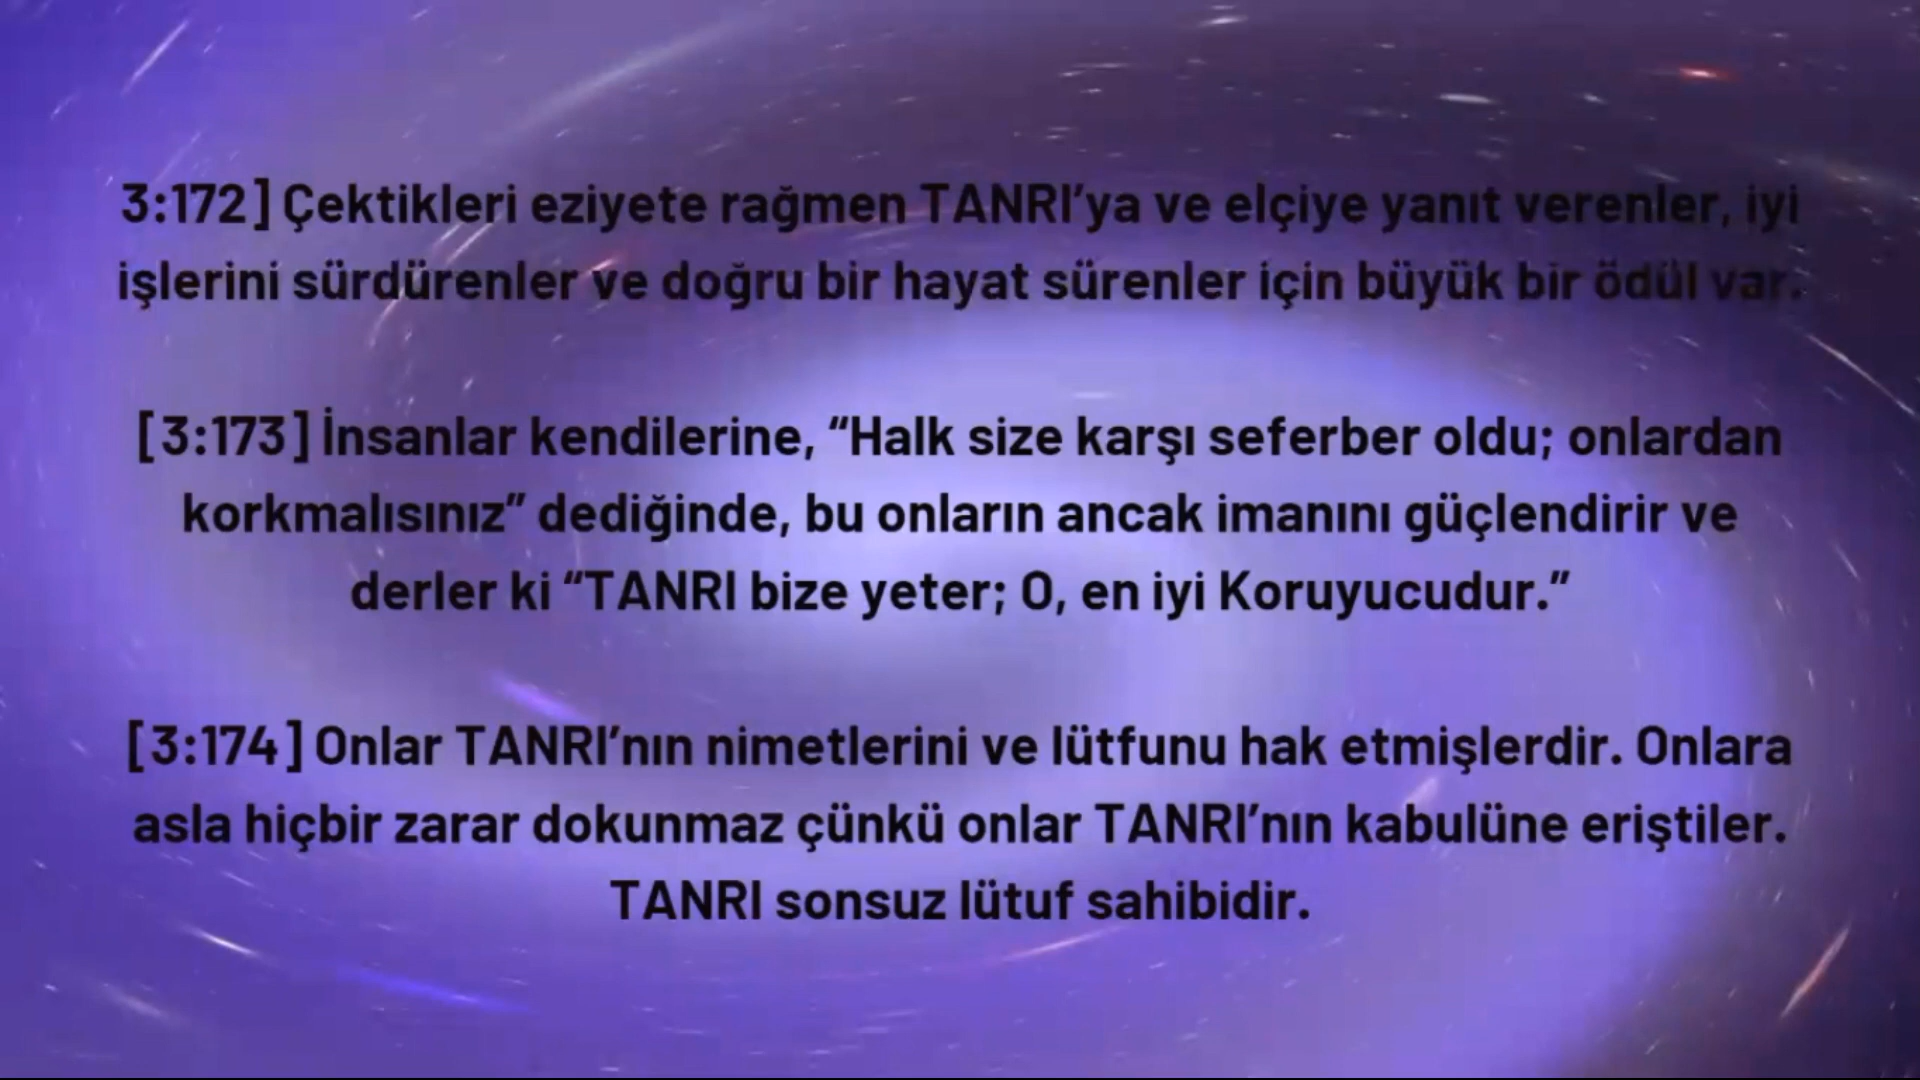 3:172] Çektikleri eziyete rağmen TANRI’ya ve elçiye yanıt verenler, iyi
işlerini sürdürenler ve doğru bir hayat sürenler için büyük bir ödül var.
[3:173] İnsanlar kendilerine, “Halk size karşı seferber oldu; onlardan
korkmalısınız” dediğinde, bu onların ancak imanını güçlendirir ve
derler ki “TANRI bize yeter; O, en iyi Koruyucudur.”
[3:174] Onlar TANRI’nın nimetlerini ve lütfunu hak etmişlerdir. Onlara
asla hiçbir zarar dokunmaz çünkü onlar TANRI’nın kabulüne eriştiler.
TANRI sonsuz lütuf sahibidir.